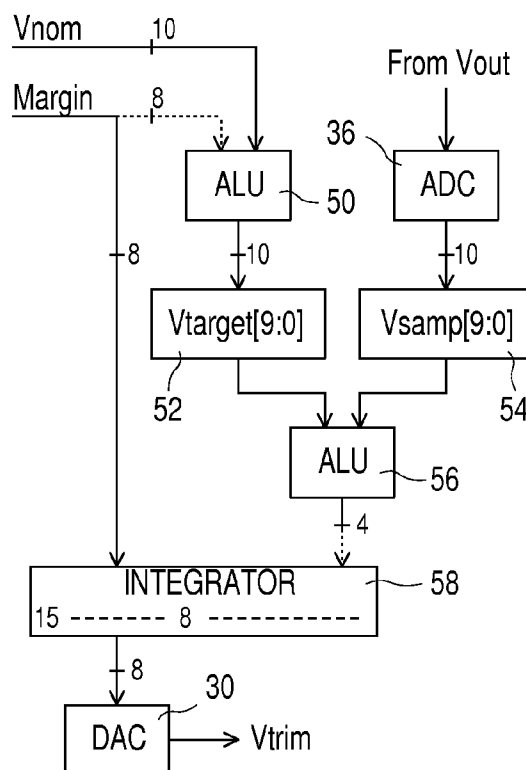 Vnom
10
Margin
8
From Vout
36
ALU
50
ADC
8
10
10
Vtarget[9:0]
Vsamp[9:0]
52
54
ALU
56
4
INTEGRATOR
58
15 ------- 8 -------------
8
30
DAC
Vtrim